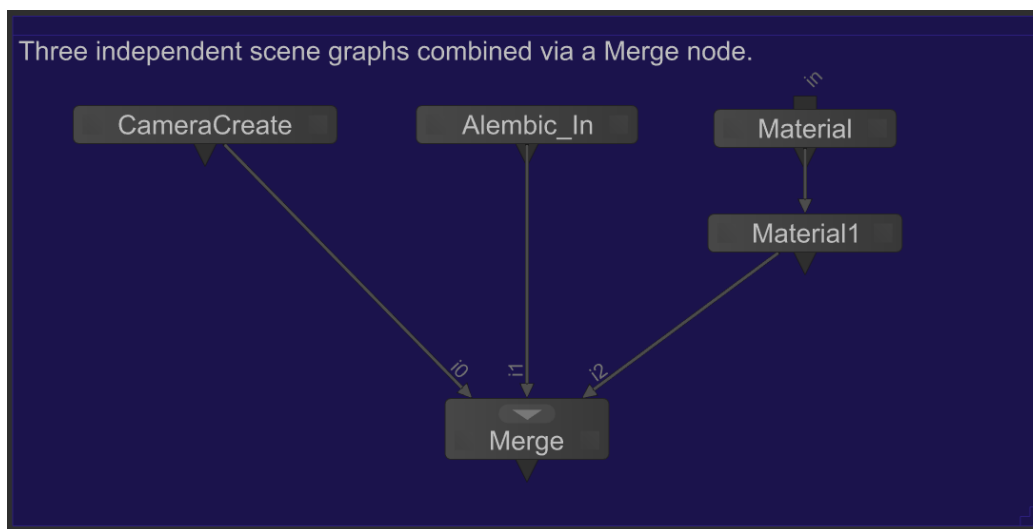 Three independent scene graphs combined via a Merge node.
in
CameraCreate
Alembic_In
Material
Material1
i0
i1
i2
Merge